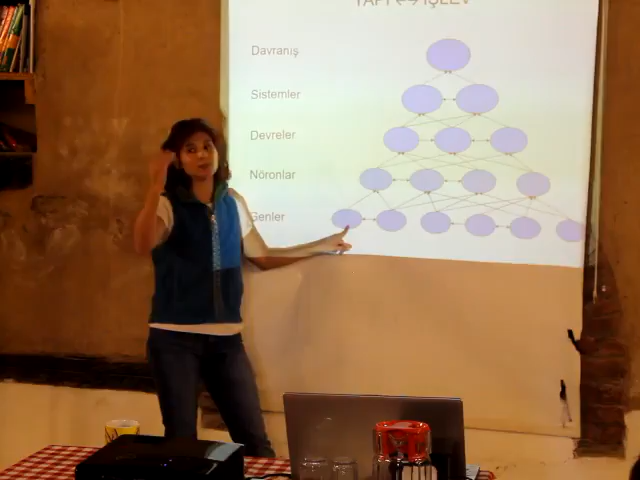 YAPI ↔ İŞLEV
Davranış
Sistemler
Devreler
Nöronlar
Genler